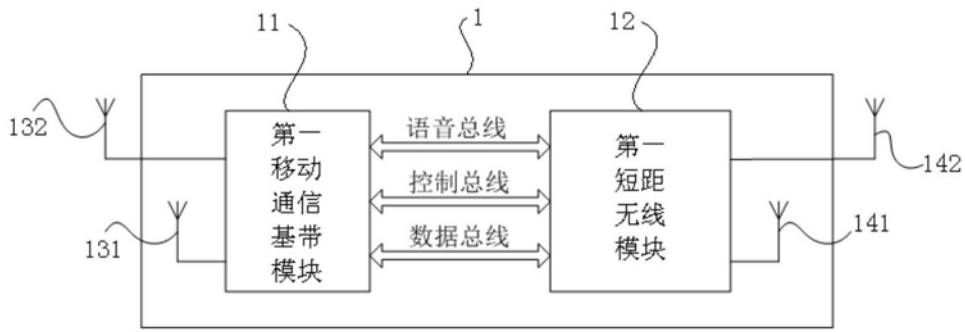 11
1
12
132
131
第一
移动
通信
基带
模块
语音总线
控制总线
数据总线
第一
短距
无线
模块
142
141